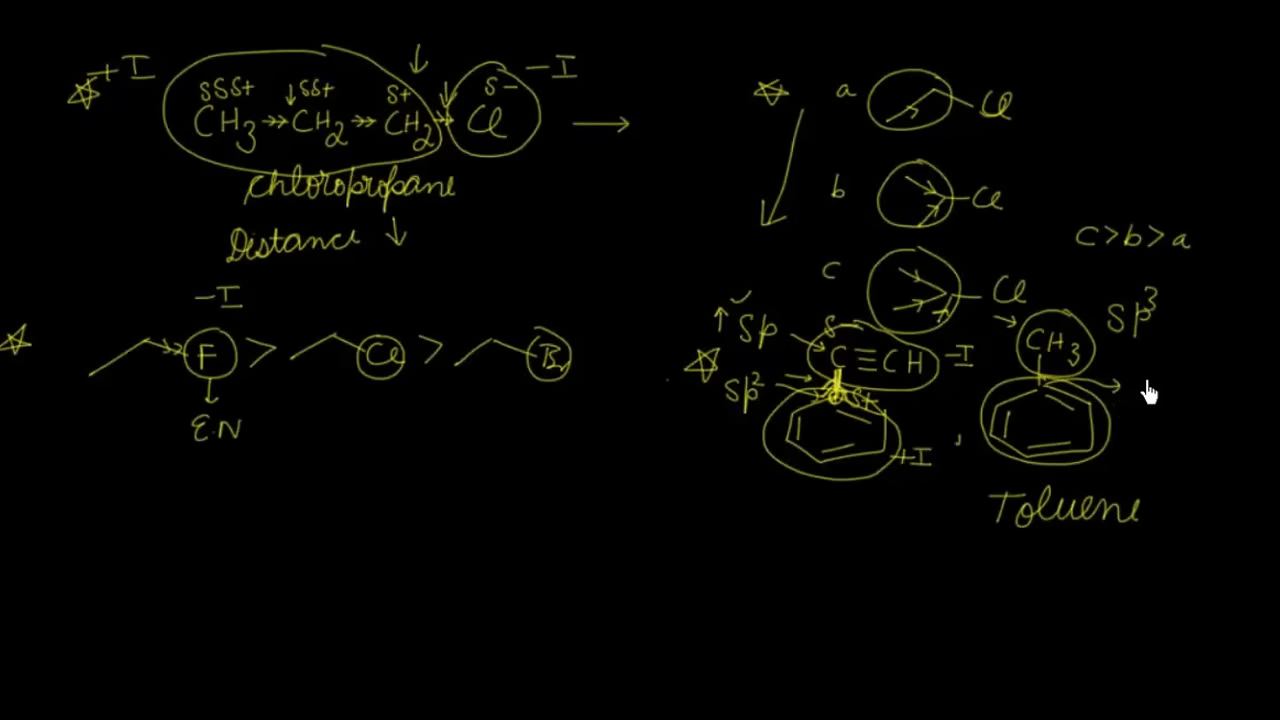 +I
δδδ+ δδ+ δ+ δ- -I
CH3 CH2 CH2 Cl
Chloropropane
Distance
-I
F > Cl > Br
E.N
a Cl
b Cl
c > b > a
c Cl
Sp δ- CH3 Sp3
C≡CH -I
Sp2 δ+
+I ,
Toluene